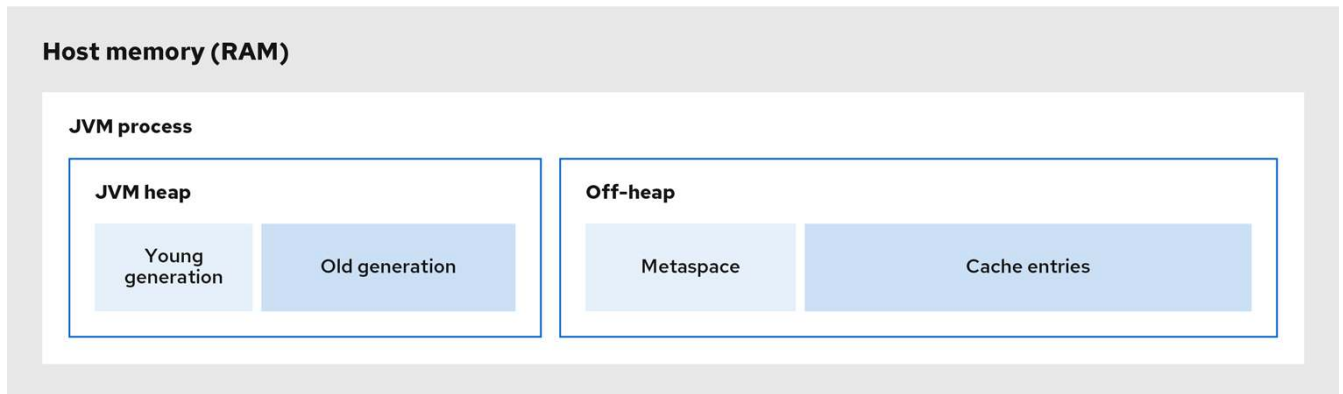 Host memory (RAM)
JVM process
JVM heap
Off-heap
Young
generation
Old generation
Metaspace
Cache entries